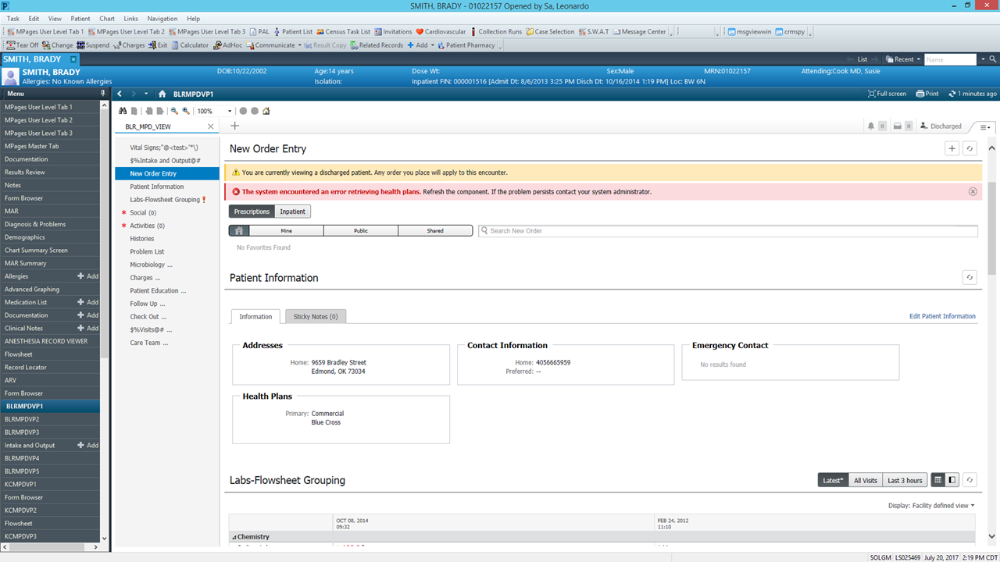 SMITH, BRADY - 01022157 Opened by Sa, Leonardo
Task Edit View Patient Chart Links Navigation Help
MPages User Level Tab 1 MPages User Level Tab 2 MPages User Level Tab 3 PAL Patient List Census Task List Invitations Cardiovascular Collection Runs Case Selection S.W.A.T Message Center msgviewwin crmspy
Tear Off Change Suspend Charges Exit Calculator AdHoc Communicate Result Copy Related Records Add Patient Pharmacy
SMITH, BRADY List Recent Name
SMITH, BRADY DOB:10/22/2002 Age:14 years Dose Wt: Sex:Male MRN:01022157 Attending:Cook MD, Susie
Allergies: No Known Allergies Isolation: Inpatient FIN: 000001516 [Admit Dt: 8/6/2013 3:25 PM Disch Dt: 10/16/2014 1:19 PM] Loc: BW 6N
Menu
MPages User Level Tab 1
MPages User Level Tab 2
MPages User Level Tab 3
MPages Master Tab
Documentation
Results Review
Notes
Form Browser
MAR
Diagnosis & Problems
Demographics
Chart Summary Screen
MAR Summary
Allergies Add
Advanced Graphing
Medication List Add
Documentation Add
Clinical Notes Add
ANESTHESIA RECORD VIEWER
Flowsheet
Record Locator
ARV
Form Browser
BLRMPDVP1
BLRMPDVP2
BLRMPDVP3
Intake and Output Add
BLRMPDVP4
BLRMPDVP5
KCMPDVP1
Form Browser
KCMPDVP2
Flowsheet
KCMPDVP3
BLRMPDVP1 Full screen Print 1 minutes ago
100%
BLR_MPD_VIEW
0 0 Discharged
Vital Signs;"@<test>'*\)
$%Intake and Output@#
New Order Entry
Patient Information
Labs-Flowsheet Grouping !
* Social (0)
* Activities (0)
Histories
Problem List
Microbiology ...
Charges ...
Patient Education ...
Follow Up ...
Check Out ...
$%Visits@# ...
Care Team ...
New Order Entry
You are currently viewing a discharged patient. Any order you place will apply to this encounter.
The system encountered an error retrieving health plans. Refresh the component. If the problem persists contact your system administrator.
Prescriptions Inpatient
Mine Public Shared Search New Order
No Favorites Found
Patient Information
Information Sticky Notes (0) Edit Patient Information
Addresses
Home: 9659 Bradley Street
Edmond, OK 73034
Contact Information
Home: 4056665959
Preferred: --
Emergency Contact
No results found
Health Plans
Primary: Commercial
Blue Cross
Labs-Flowsheet Grouping Latest* All Visits Last 3 hours
Display: Facility defined view
OCT 08, 2014 FEB 24, 2012
09:32 11:10
Chemistry
SOLGM LS025469 July 20, 2017 2:19 PM CDT